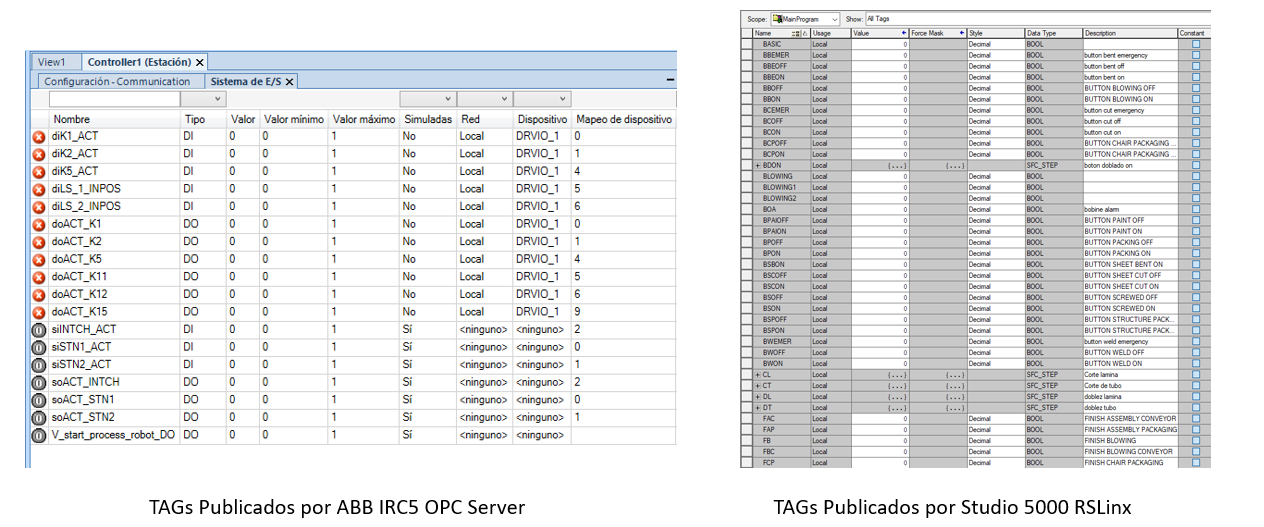 View1 Controller1 (Estación)
Configuración - Communication Sistema de E/S
Nombre Tipo Valor Valor mínimo Valor máximo Simuladas Red Dispositivo Mapeo de dispositivo
diK1_ACT DI 0 0 1 No Local DRVIO_1 0
diK2_ACT DI 0 0 1 No Local DRVIO_1 1
diK5_ACT DI 0 0 1 No Local DRVIO_1 4
diLS_1_INPOS DI 0 0 1 No Local DRVIO_1 5
diLS_2_INPOS DI 0 0 1 No Local DRVIO_1 6
doACT_K1 DO 0 0 1 No Local DRVIO_1 0
doACT_K2 DO 0 0 1 No Local DRVIO_1 1
doACT_K5 DO 0 0 1 No Local DRVIO_1 4
doACT_K11 DO 0 0 1 No Local DRVIO_1 5
doACT_K12 DO 0 0 1 No Local DRVIO_1 6
doACT_K15 DO 0 0 1 No Local DRVIO_1 9
siINTCH_ACT DI 0 0 1 Sí <ninguno> <ninguno> 2
siSTN1_ACT DI 0 0 1 Sí <ninguno> <ninguno> 0
siSTN2_ACT DI 0 0 1 Sí <ninguno> <ninguno> 1
soACT_INTCH DO 0 0 1 Sí <ninguno> <ninguno> 2
soACT_STN1 DO 0 0 1 Sí <ninguno> <ninguno> 0
soACT_STN2 DO 0 0 1 Sí <ninguno> <ninguno> 1
V_start_process_robot_DO DO 0 0 1 Sí <ninguno> <ninguno>
TAGs Publicados por ABB IRC5 OPC Server
Scope: MainProgram Show: All Tags
Name Usage Value Force Mask Style Data Type Description Constant
BASIC Local 0 Decimal BOOL
BBEMER Local 0 Decimal BOOL button bent emergency
BBEOFF Local 0 Decimal BOOL button bent off
BBEON Local 0 Decimal BOOL button bent on
BBOFF Local 0 Decimal BOOL BUTTON BLOWING OFF
BBON Local 0 Decimal BOOL BUTTON BLOWING ON
BCEMER Local 0 Decimal BOOL button cut emergency
BCOFF Local 0 Decimal BOOL button cut off
BCON Local 0 Decimal BOOL button cut on
BCPOFF Local 0 Decimal BOOL BUTTON CHAIR PACKAGING ...
BCPON Local 0 Decimal BOOL BUTTON CHAIR PACKAGING ...
+ BDON Local {...} {...} SFC_STEP boton doblado on
BLOWING Local 0 Decimal BOOL
BLOWING1 Local 0 Decimal BOOL
BLOWING2 Local 0 Decimal BOOL
BOA Local 0 Decimal BOOL bobine alarm
BPAIOFF Local 0 Decimal BOOL BUTTON PAINT OFF
BPAION Local 0 Decimal BOOL BUTTON PAINT ON
BPOFF Local 0 Decimal BOOL BUTTON PACKING OFF
BPON Local 0 Decimal BOOL BUTTON PACKING ON
BSBON Local 0 Decimal BOOL BUTTON SHEET BENT ON
BSCOFF Local 0 Decimal BOOL BUTTON SHEET CUT OFF
BSCON Local 0 Decimal BOOL BUTTON SHEET CUT ON
BSOFF Local 0 Decimal BOOL BUTTON SCREWED OFF
BSON Local 0 Decimal BOOL BUTTON SCREWED ON
BSPOFF Local 0 Decimal BOOL BUTTON STRUCTURE PACK...
BSPON Local 0 Decimal BOOL BUTTON STRUCTURE PACK...
BWEMER Local 0 Decimal BOOL button weld emergency
BWOFF Local 0 Decimal BOOL BUTTON WELD OFF
BWON Local 0 Decimal BOOL BUTTON WELD ON
+ CL Local {...} {...} SFC_STEP Corte lamina
+ CT Local {...} {...} SFC_STEP Corte de tubo
+ DL Local {...} {...} SFC_STEP doblez lamina
+ DT Local {...} {...} SFC_STEP doblez tubo
FAC Local 0 Decimal BOOL FINISH ASSEMBLY CONVEYOR
FAP Local 0 Decimal BOOL FINISH ASSEMBLY PACKAGING
FB Local 0 Decimal BOOL FINISH BLOWING
FBC Local 0 Decimal BOOL FINISH BLOWING CONVEYOR
FCP Local 0 Decimal BOOL FINISH CHAIR PACKAGING
TAGs Publicados por Studio 5000 RSLinx